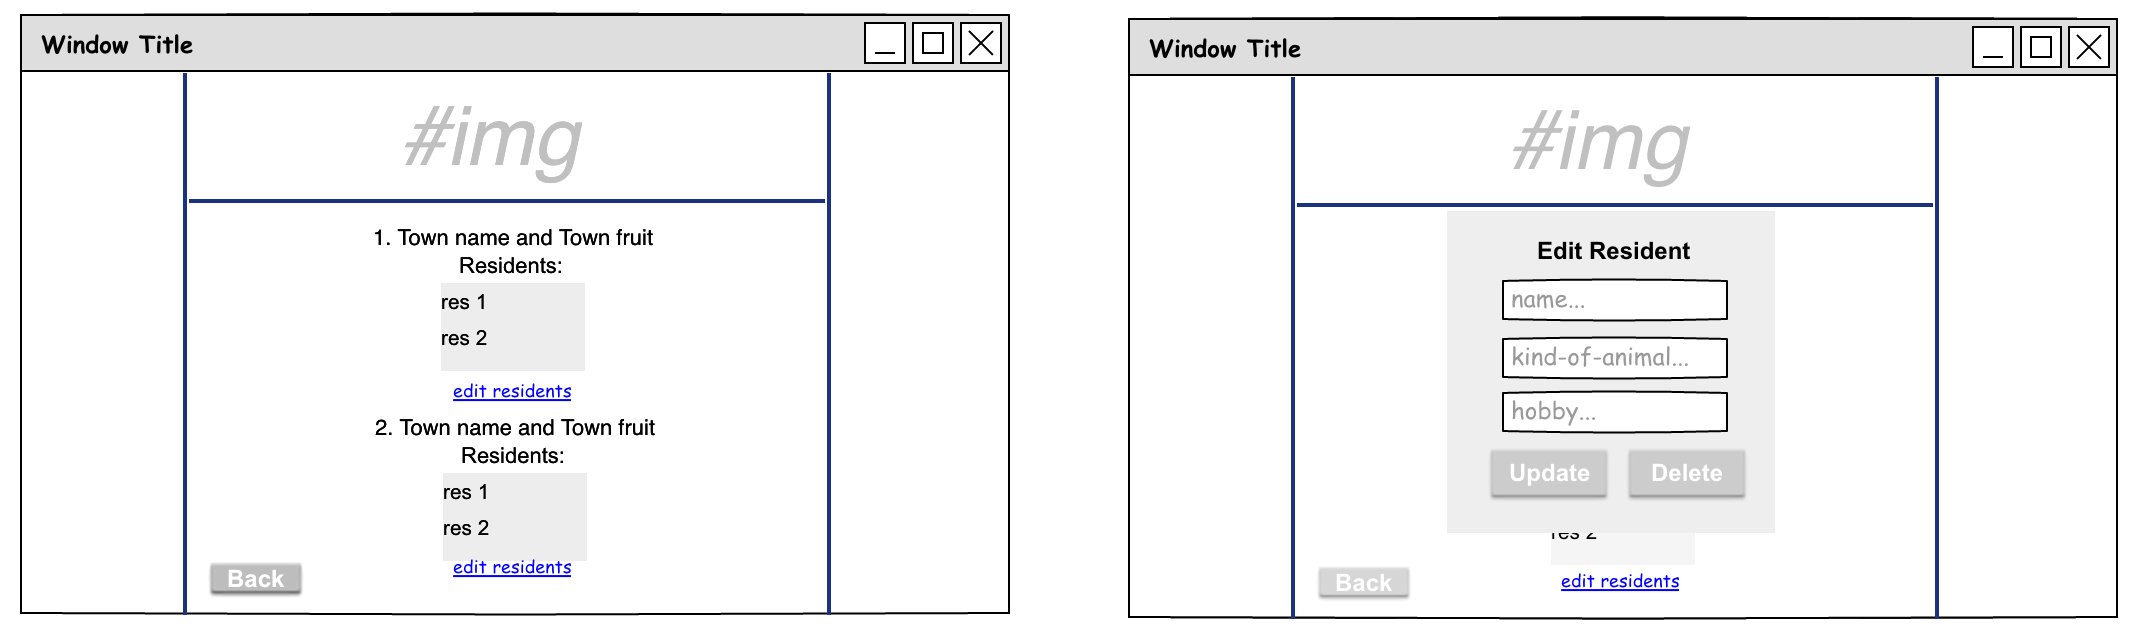 Window Title
#img
1. Town name and Town fruit
Residents:
res 1
res 2
edit residents
2. Town name and Town fruit
Residents:
res 1
res 2
edit residents
Back
Window Title
#img
Edit Resident
name...
kind-of-animal...
hobby...
Update Delete
res 2
edit residents
Back